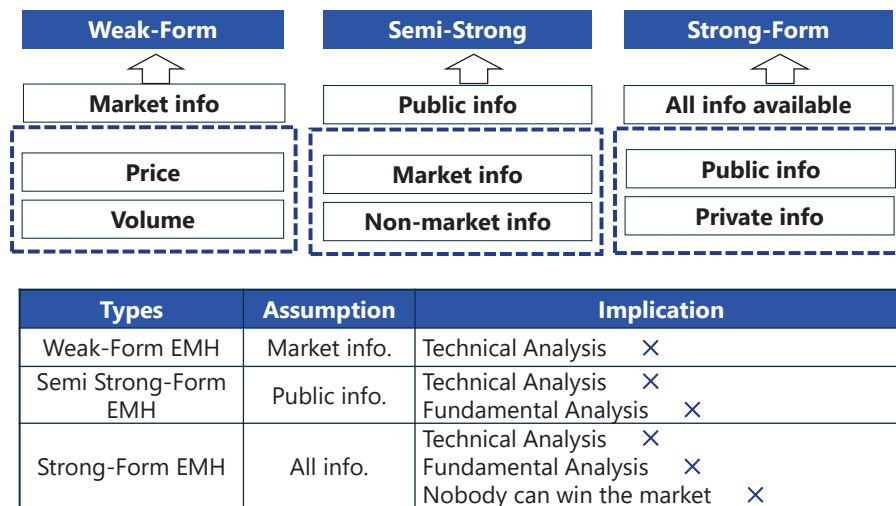 Weak-Form
Semi-Strong
Strong-Form
Market info
Public info
All info available
Price
Market info
Public info
Volume
Non-market info
Private info
Types
Assumption
Implication
Weak-Form EMH
Market info.
Technical Analysis ×
Semi Strong-Form
EMH
Public info.
Technical Analysis ×
Fundamental Analysis ×
Strong-Form EMH
All info.
Technical Analysis ×
Fundamental Analysis ×
Nobody can win the market ×